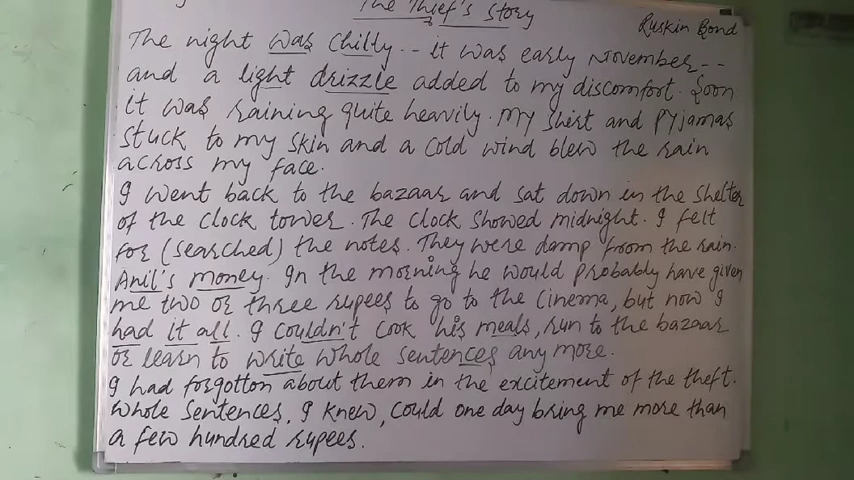 The Thief's Story
Ruskin Bond
The night was chilly -- it was early November --
and a light drizzle added to my discomfort. Soon
it was raining quite heavily. My shirt and pyjamas
stuck to my skin and a cold wind blew the rain
across my face.
I went back to the bazaar and sat down in the shelter
of the clock tower. The clock showed midnight. I felt
for (searched) the notes. They were damp from the rain.
Anil's money. In the morning he would probably have given
me two or three rupees to go to the cinema, but now I
had it all. I couldn't cook his meals, run to the bazaar
or learn to write whole sentences any more.
I had forgotton about them in the excitement of the theft.
Whole sentences, I knew, could one day bring me more than
a few hundred rupees.